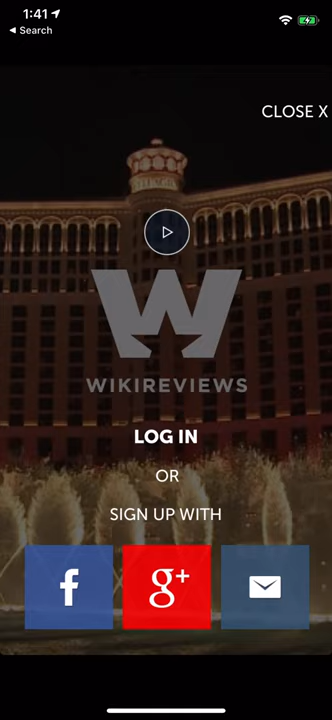 1:41
◀ Search
CLOSE X
W
WIKIREVIEWS
LOG IN
OR
SIGN UP WITH
f
g+